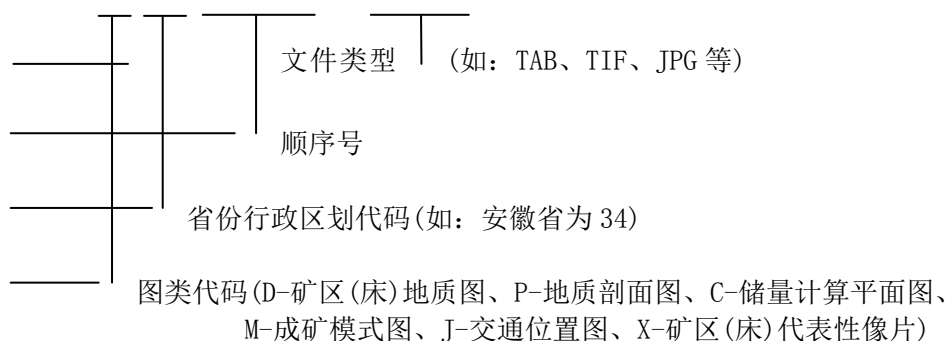 文件类型 (如：TAB、TIF、JPG 等)
顺序号
省份行政区划代码(如：安徽省为 34)
图类代码(D-矿区(床)地质图、P-地质剖面图、C-储量计算平面图、
M-成矿模式图、J-交通位置图、X-矿区(床)代表性像片)